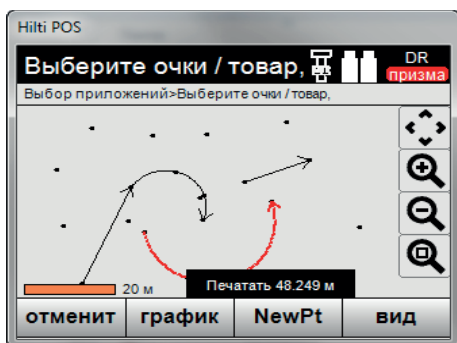 Hilti POS
Выберите очки / товар,
DR
призма
Выбор приложений>Выберите очки / товар,
20 м
Печатать 48.249 м
отменит график NewPt вид